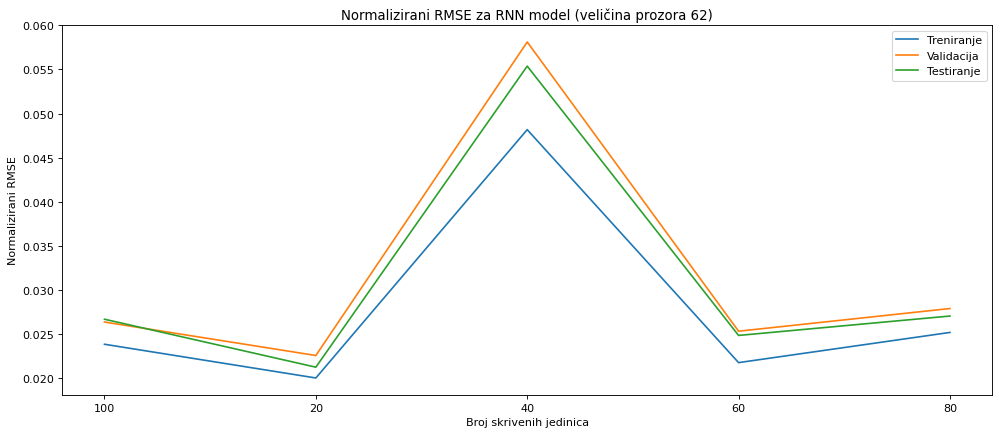 Normalizirani RMSE za RNN model (veličina prozora 62)
Treniranje
Validacija
Testiranje
Normalizirani RMSE
0.060
0.055
0.050
0.045
0.040
0.035
0.030
0.025
0.020
100 20 40 60 80
Broj skrivenih jedinica